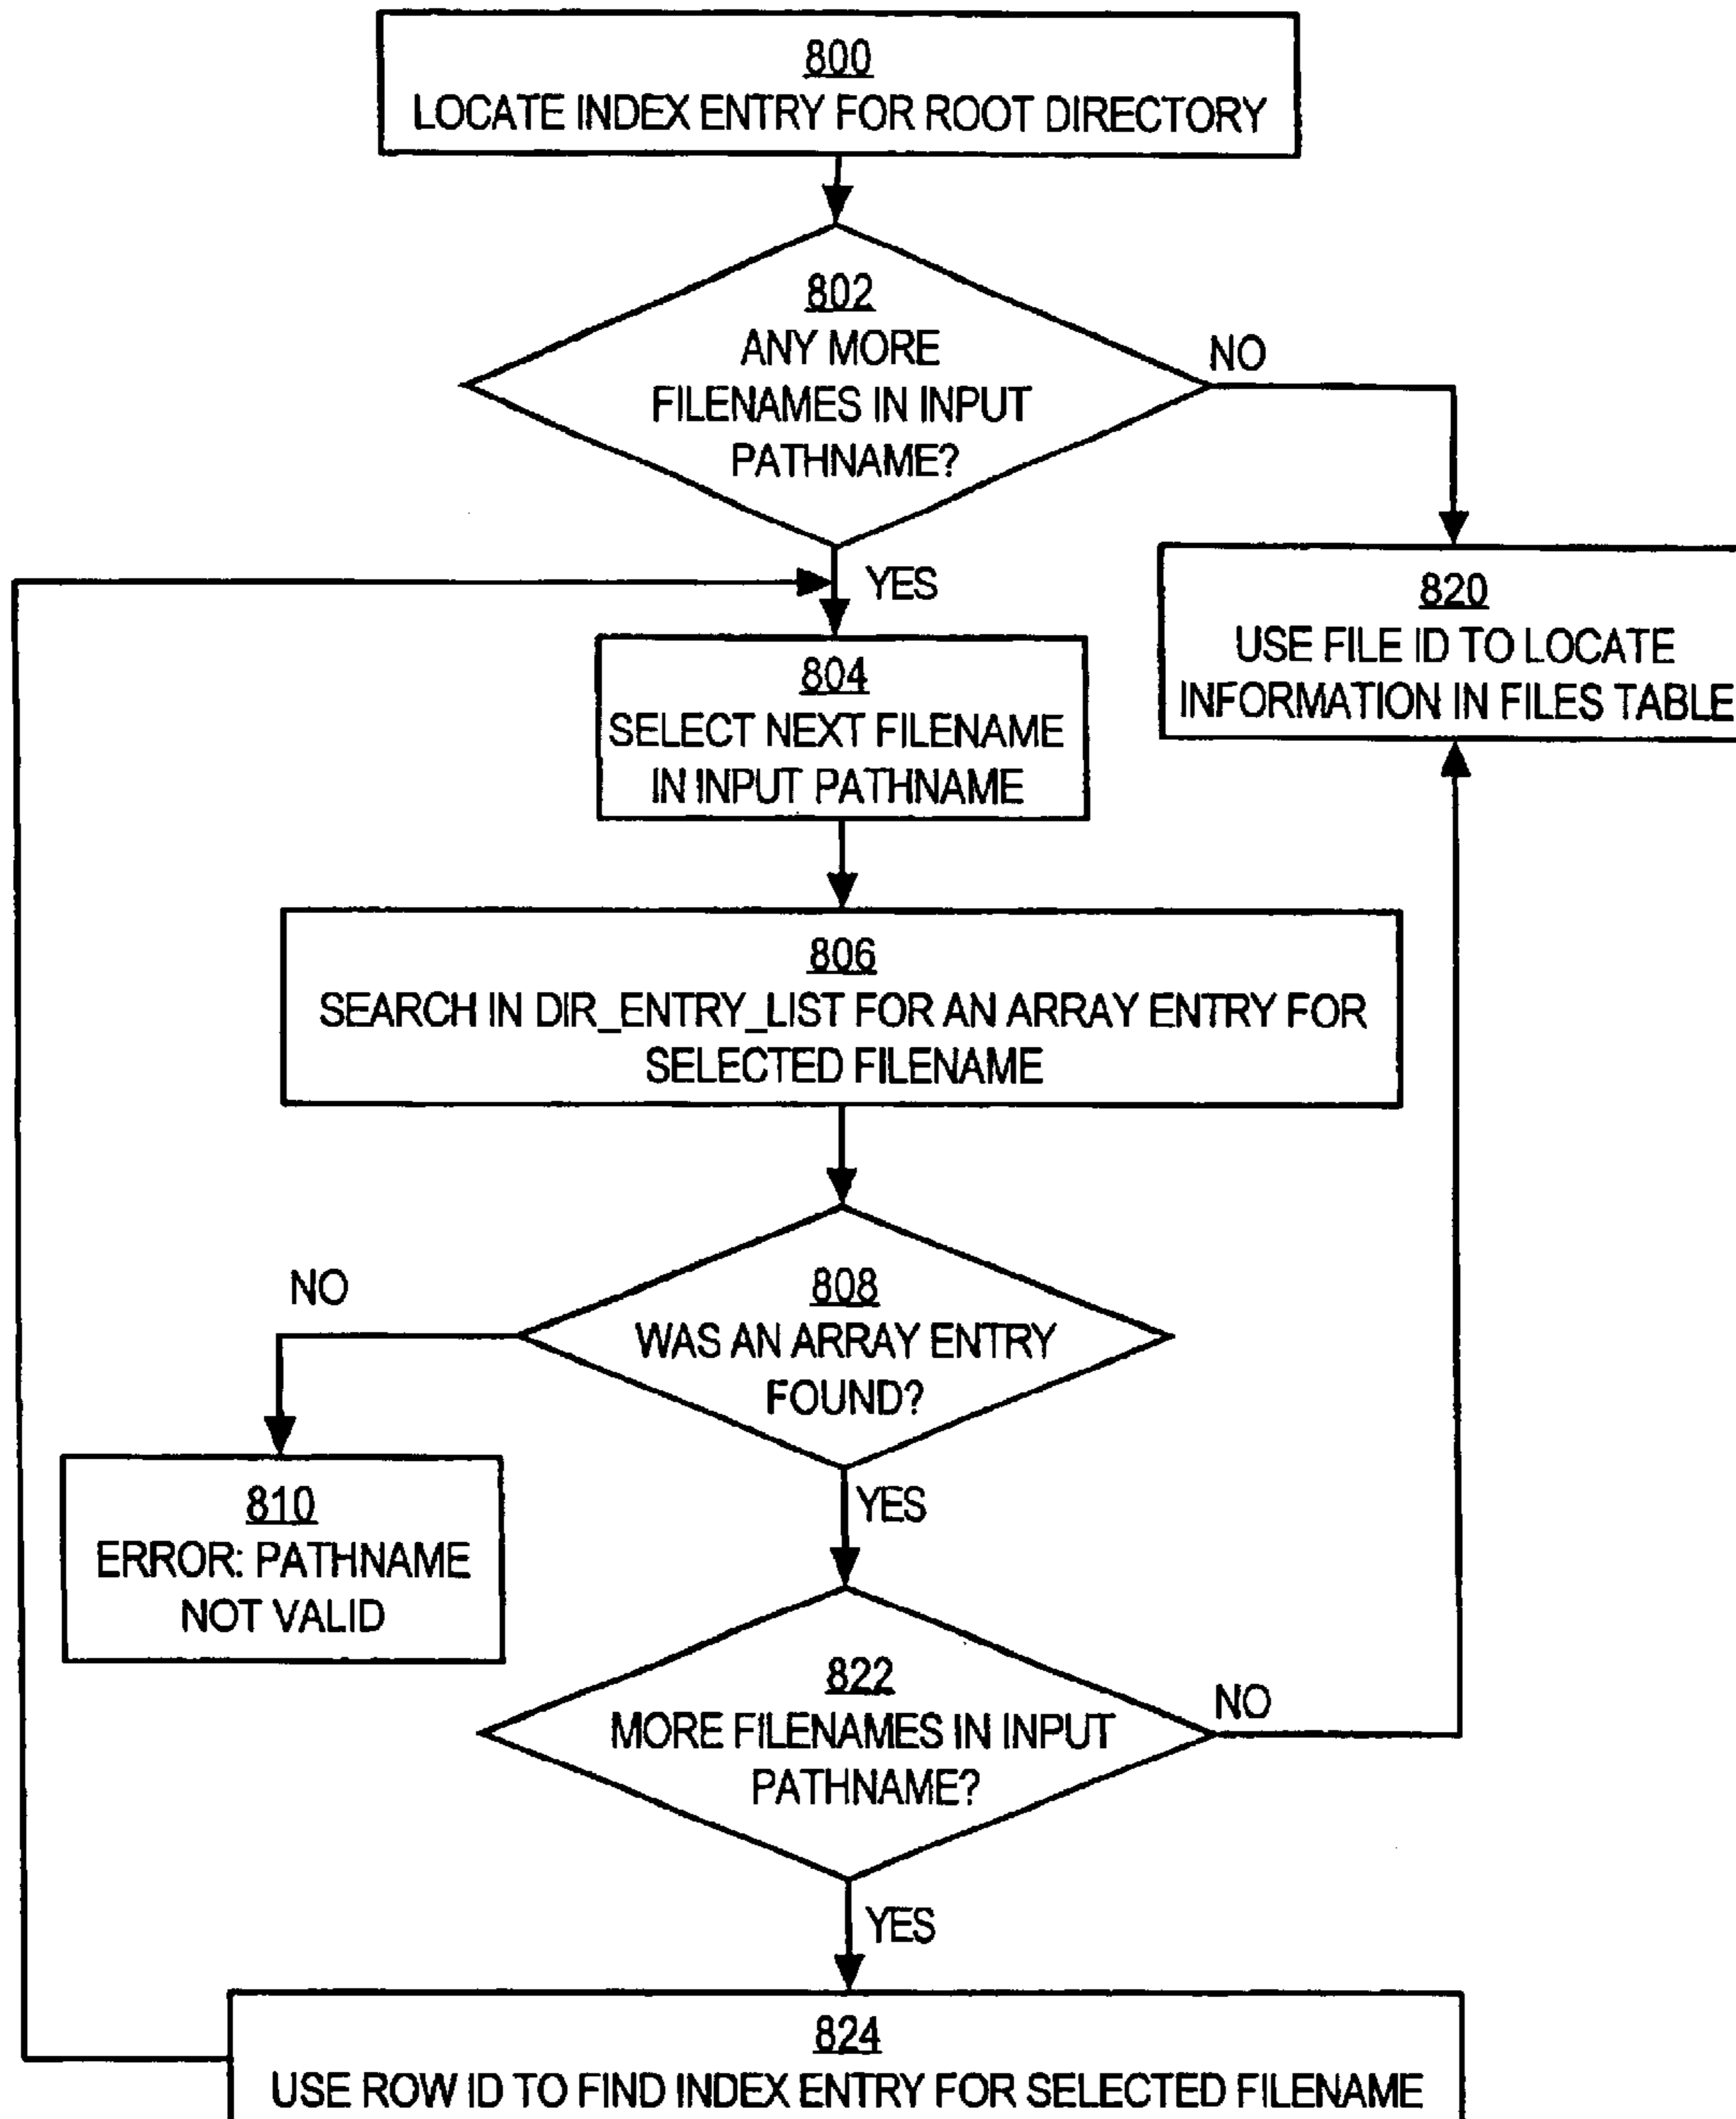 800
LOCATE INDEX ENTRY FOR ROOT DIRECTORY
802
ANY MORE
FILENAMES IN INPUT
PATHNAME?
NO
YES
820
USE FILE ID TO LOCATE
INFORMATION IN FILES TABLE
804
SELECT NEXT FILENAME
IN INPUT PATHNAME
806
SEARCH IN DIR_ENTRY_LIST FOR AN ARRAY ENTRY FOR
SELECTED FILENAME
NO
808
WAS AN ARRAY ENTRY
FOUND?
YES
810
ERROR: PATHNAME
NOT VALID
822
MORE FILENAMES IN INPUT
PATHNAME?
NO
YES
824
USE ROW ID TO FIND INDEX ENTRY FOR SELECTED FILENAME